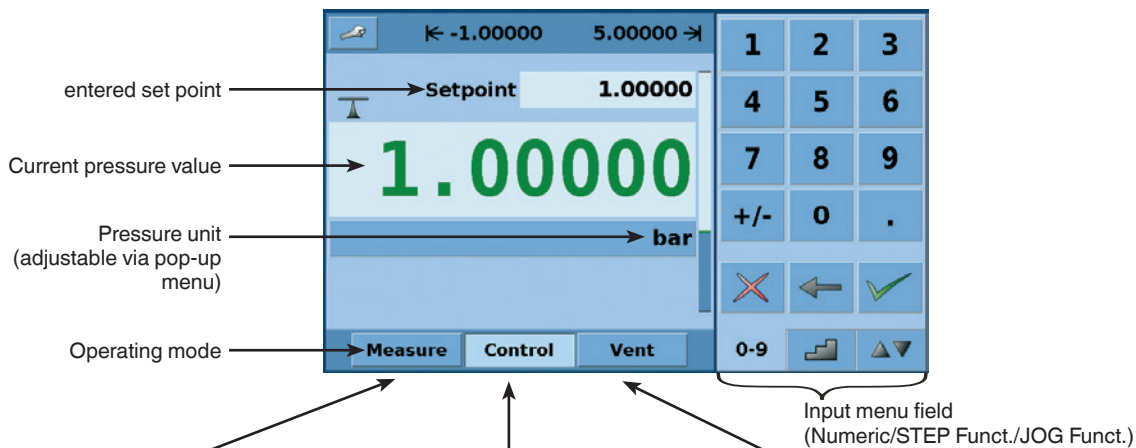 -1.00000 5.00000
1 2 3
entered set point
Setpoint 1.00000
4 5 6
Current pressure value
1.00000
7 8 9
+/- 0 .
Pressure unit
(adjustable via pop-up
menu)
bar
Operating mode
Measure Control Vent
0-9
Input menu field
(Numeric/STEP Funct./JOG Funct.)